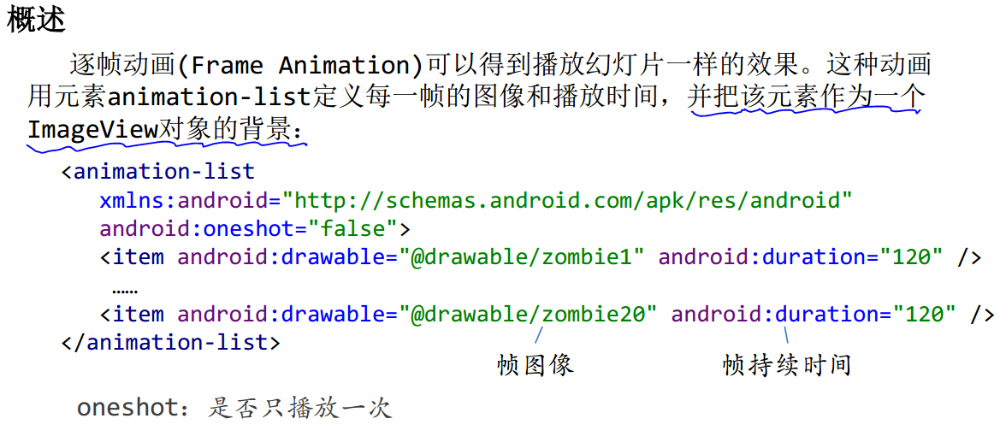 概述
逐帧动画(Frame Animation)可以得到播放幻灯片一样的效果。这种动画
用元素animation-list定义每一帧的图像和播放时间，并把该元素作为一个
ImageView对象的背景：
<animation-list
xmlns:android="http://schemas.android.com/apk/res/android"
android:oneshot="false">
<item android:drawable="@drawable/zombie1" android:duration="120" />
……
<item android:drawable="@drawable/zombie20" android:duration="120" />
</animation-list>
帧图像 帧持续时间
oneshot：是否只播放一次